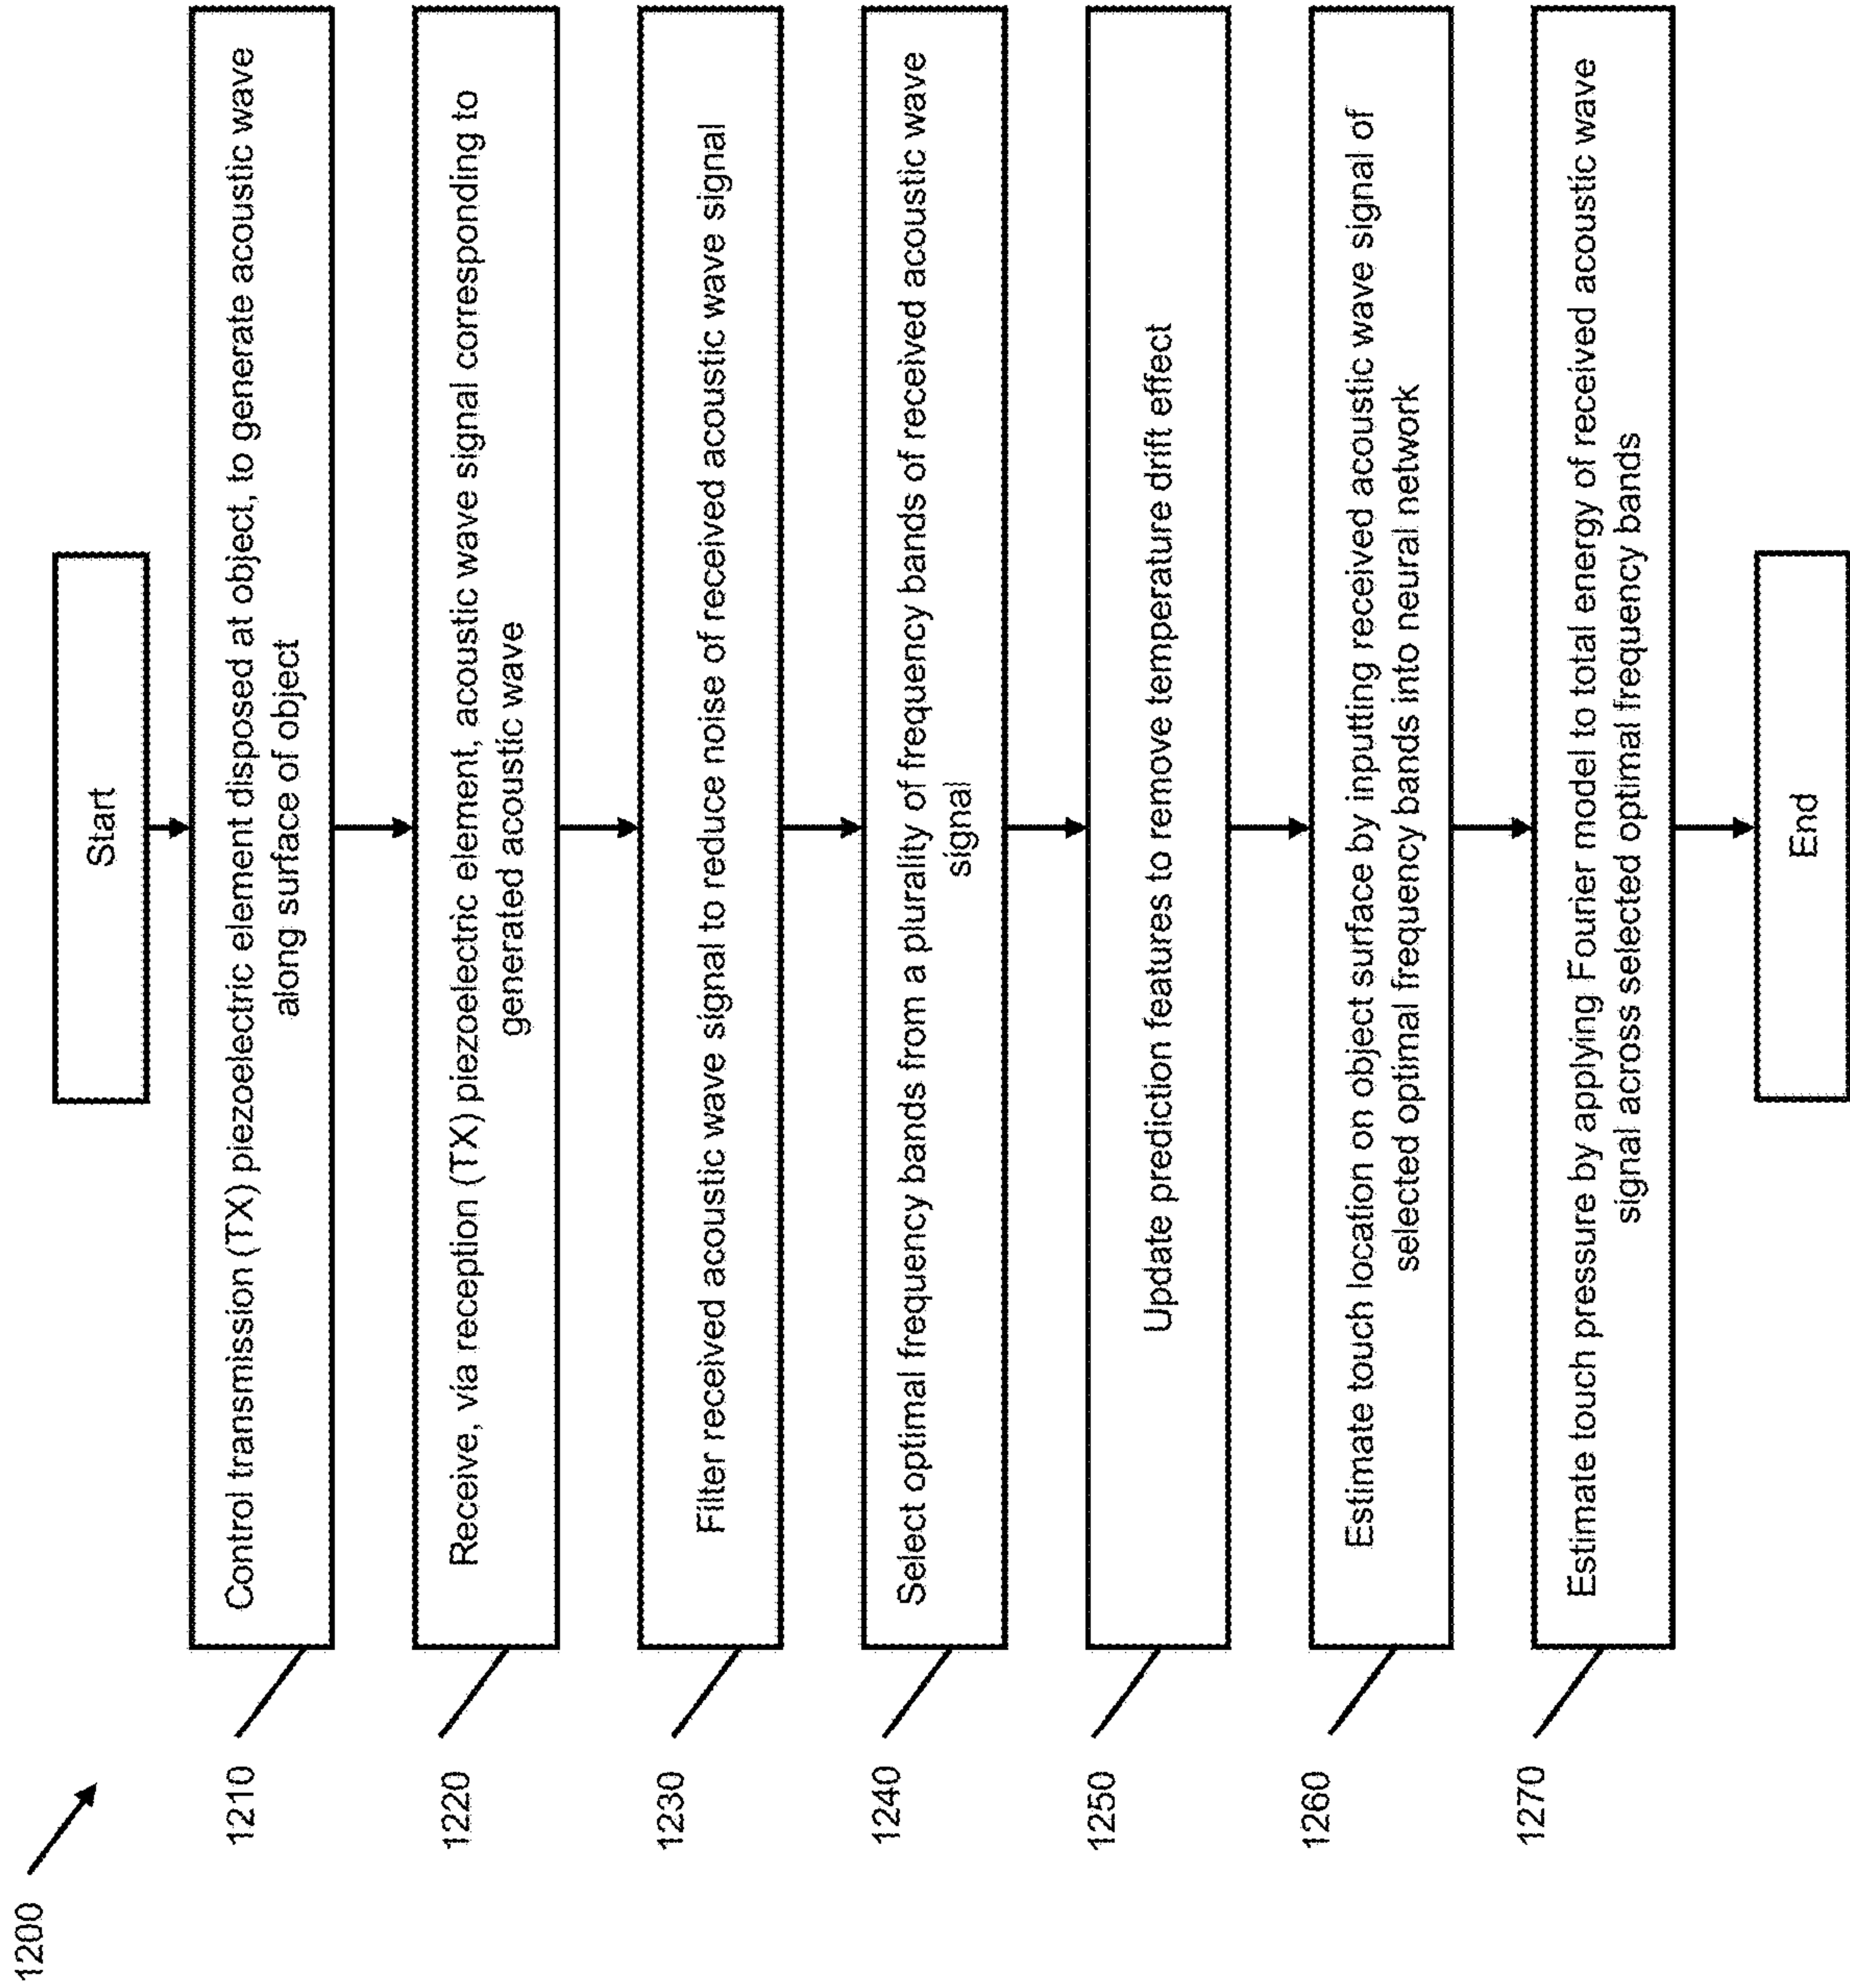 1200
Start
1210
Control transmission (TX) piezoelectric element disposed at object, to generate acoustic wave
along surface of object
1220
Receive, via reception (TX) piezoelectric element, acoustic wave signal corresponding to
generated acoustic wave
1230
Filter received acoustic wave signal to reduce noise of received acoustic wave signal
1240
Select optimal frequency bands from a plurality of frequency bands of received acoustic wave
signal
1250
Update prediction features to remove temperature drift effect
1260
Estimate touch location on object surface by inputting received acoustic wave signal of
selected optimal frequency bands into neural network
1270
Estimate touch pressure by applying Fourier model to total energy of received acoustic wave
signal across selected optimal frequency bands
End